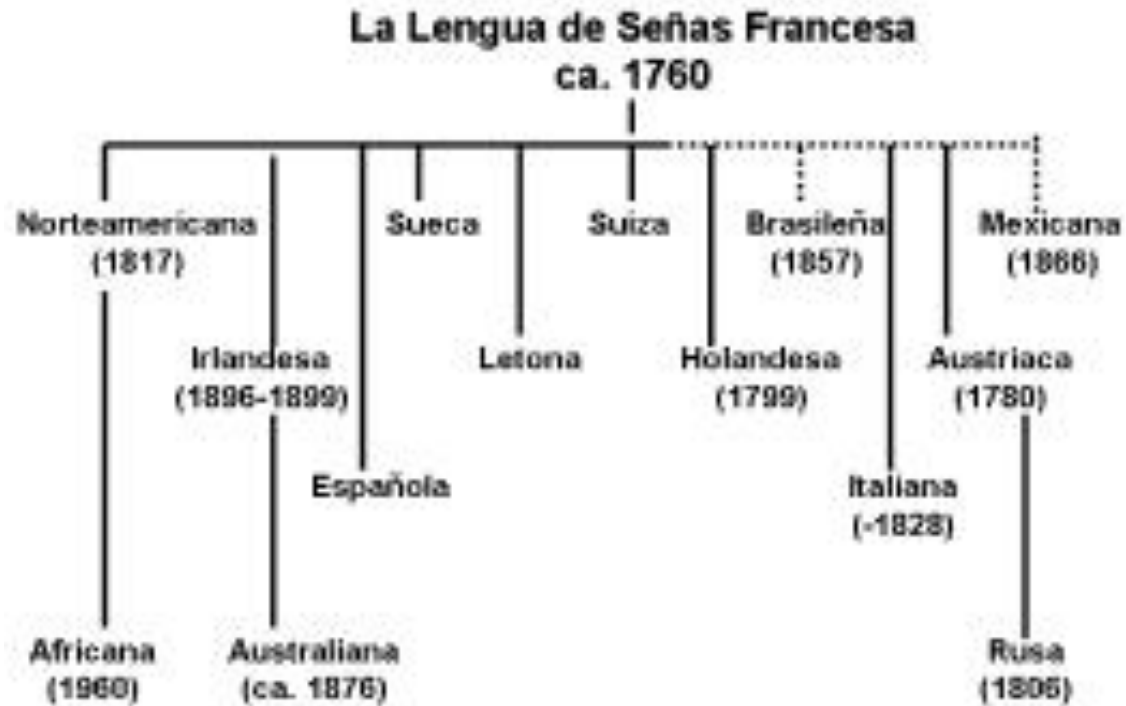 La Lengua de Señas Francesa
ca. 1760
Norteamericana
(1817)
Sueca
Suiza
Brasileña
(1857)
Mexicana
(1866)
Irlandesa
(1896-1899)
Letona
Holandesa
(1799)
Austriaca
(1780)
Española
Italiana
(-1828)
Africana
(1960)
Australiana
(ca. 1876)
Rusa
(1806)